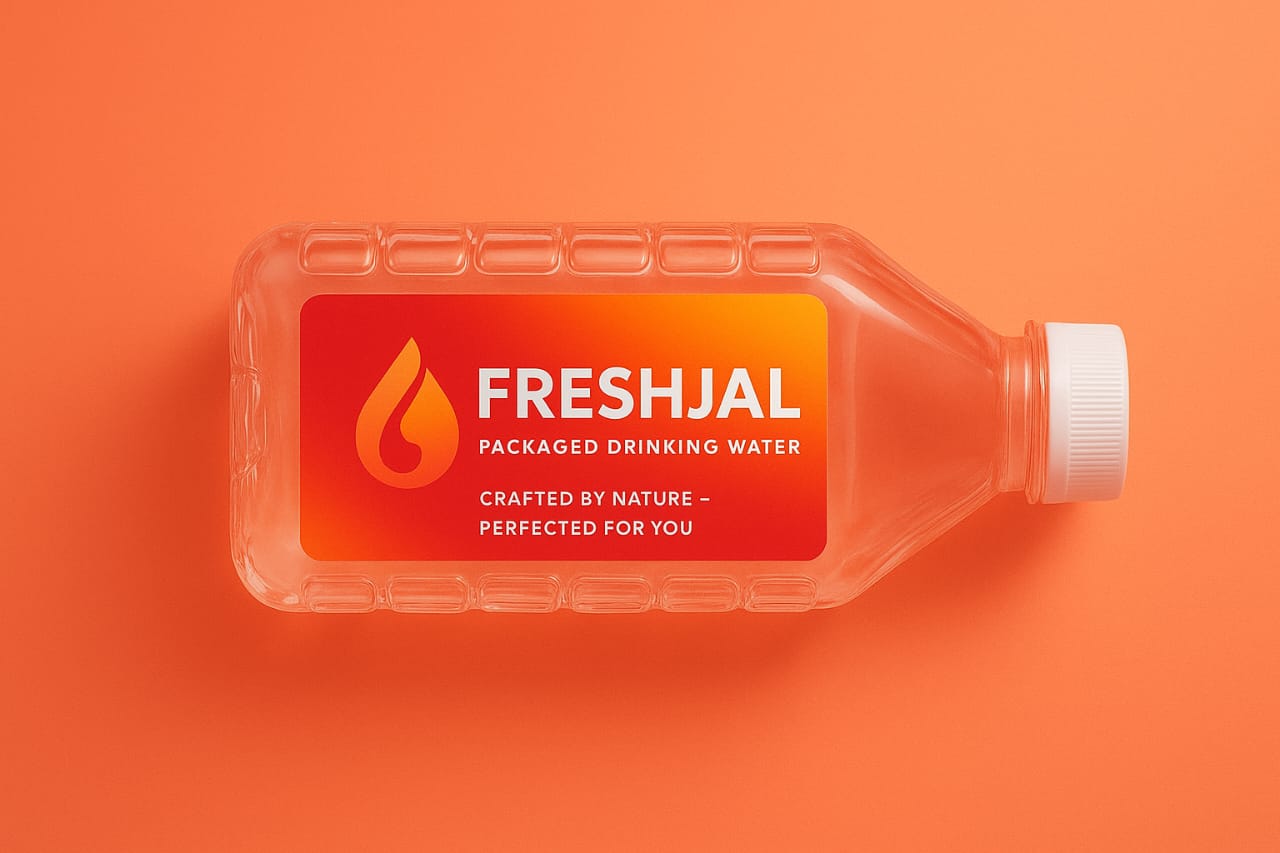 FRESHJAL
PACKAGED DRINKING WATER
CRAFTED BY NATURE –
PERFECTED FOR YOU